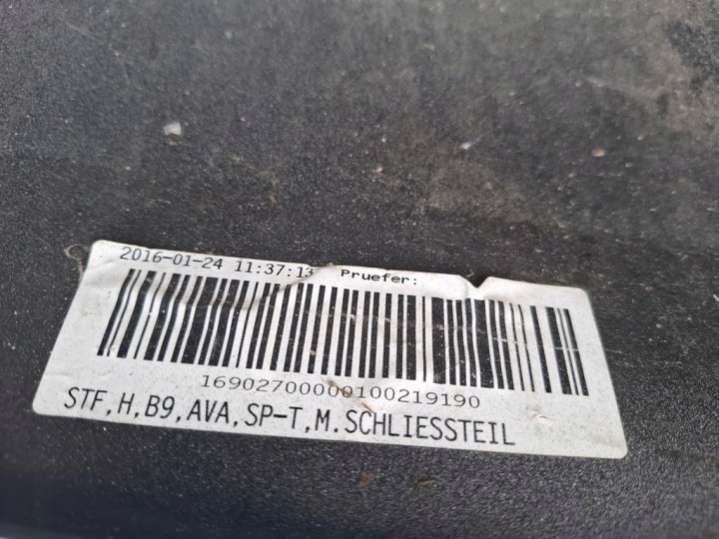 2016-01-24 11:37:13 Pruefer:
16902700000100219190
STF,H,B9,AVA,SP-T,M.SCHLIESSTEIL